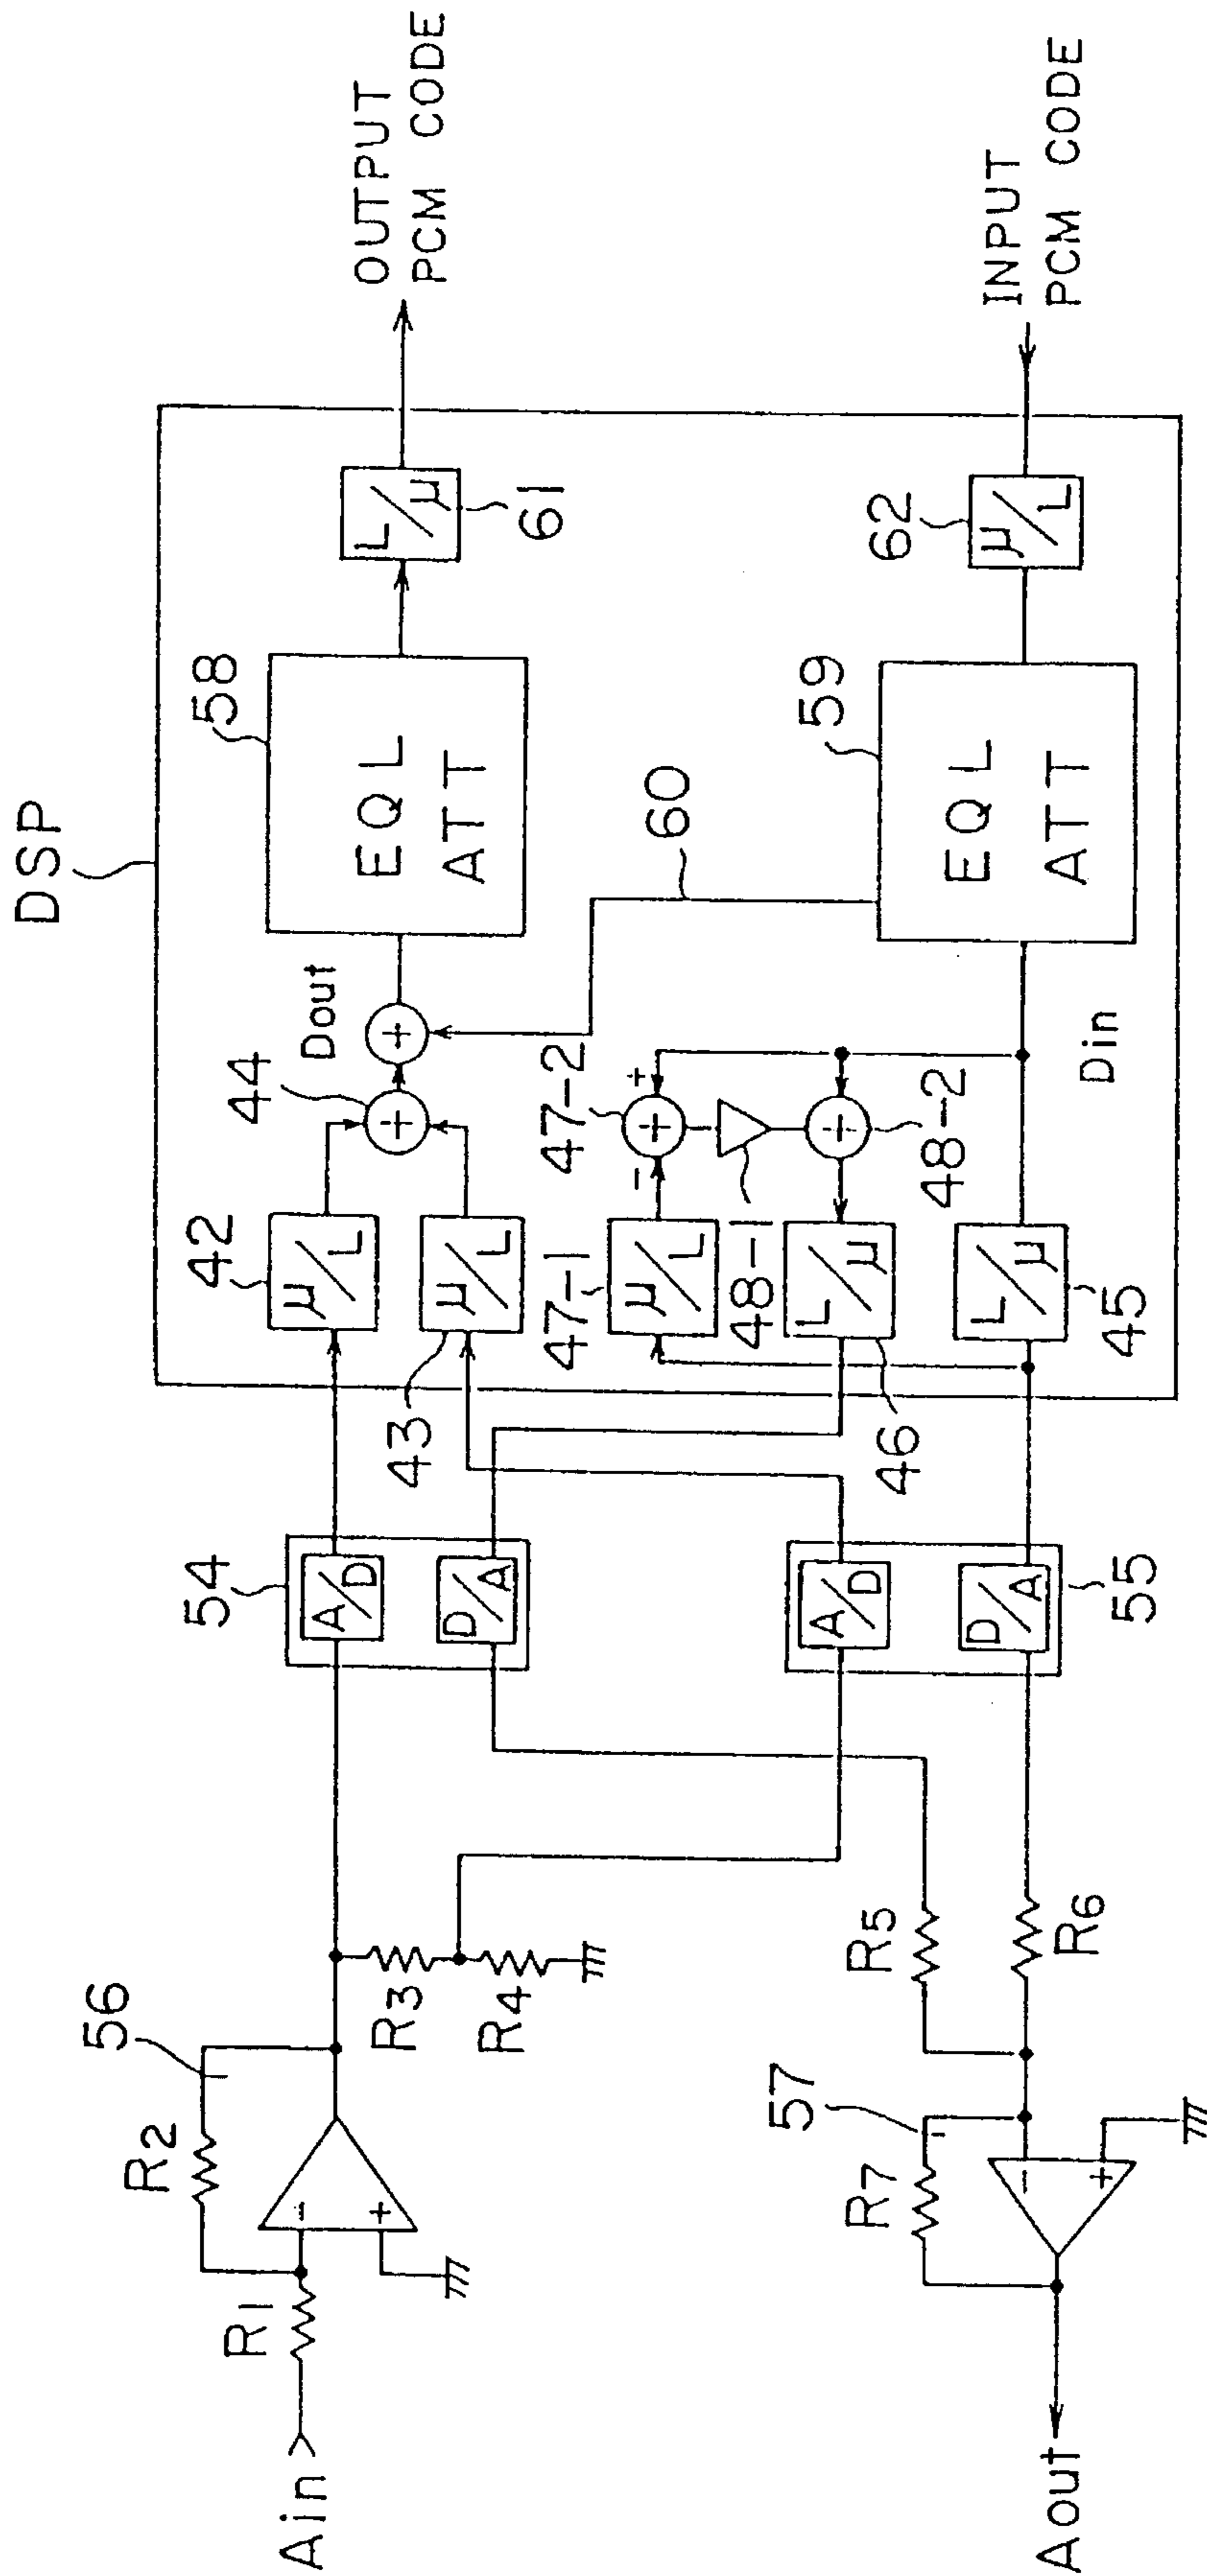 DSP
58
EQL
ATT
L/μ
61
OUTPUT
PCM CODE
44
Dout
+
+
42
μ/L
43
μ/L
60
47-2
+
-
+
47-1
μ/L
48-1
+
48-2
L/μ
46
L/μ
45
Din
59
EQL
ATT
62
μ/L
INPUT
PCM CODE
54
A/D
D/A
A/D
D/A
55
56
R2
R1
Ain
-
+
R3
R4
R5
R6
57
R7
-
+
Aout